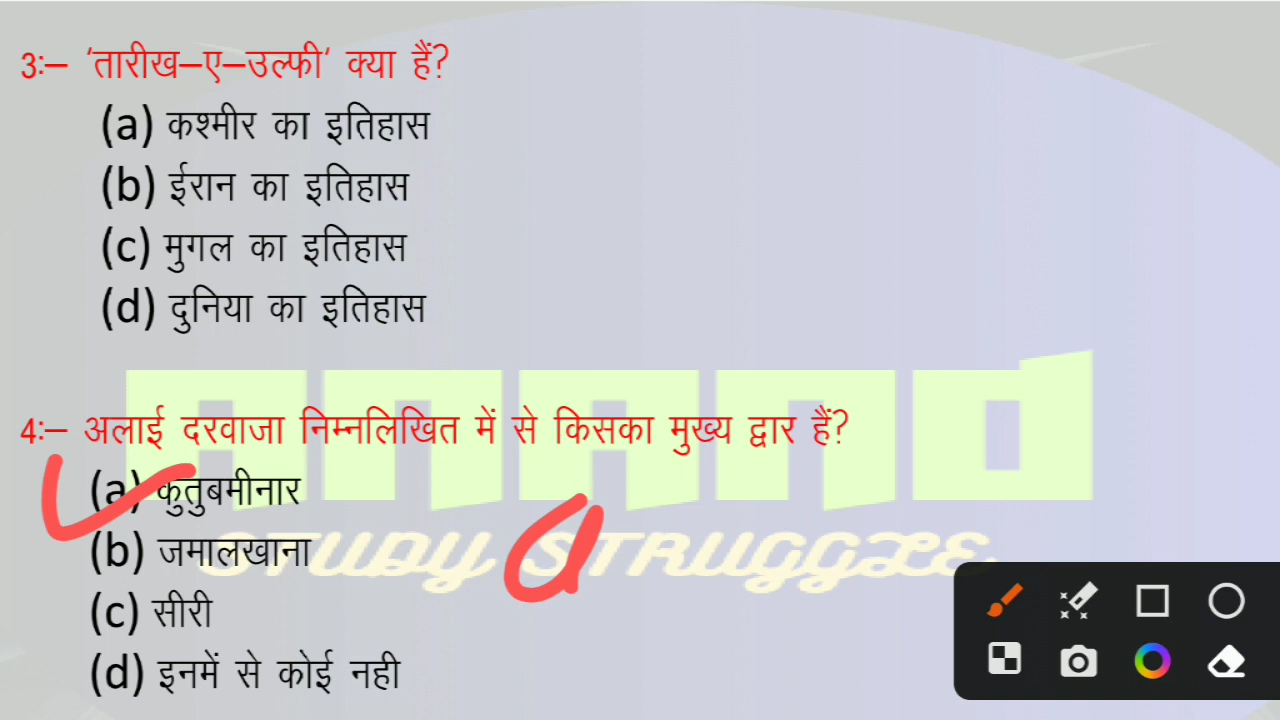 3:– ‘तारीख–ए–उल्फी‘ क्या हैं?
(a) कश्मीर का इतिहास
(b) ईरान का इतिहास
(c) मुगल का इतिहास
(d) दुनिया का इतिहास
4:– अलाई दरवाजा निम्नलिखित में से किसका मुख्य द्वार हैं?
(a) कुतुबमीनार
(b) जमालखाना
(c) सीरी
(d) इनमें से कोई नही
ANAND
STUDY STRUGGLE
a